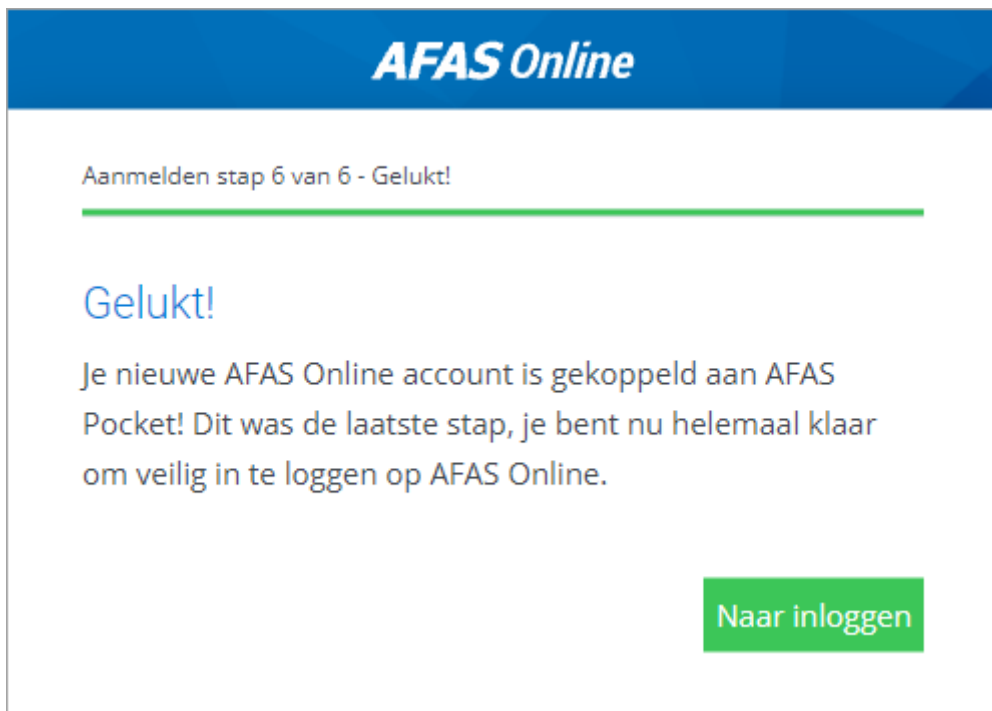 AFAS Online
Aanmelden stap 6 van 6 - Gelukt!
Gelukt!
Je nieuwe AFAS Online account is gekoppeld aan AFAS
Pocket! Dit was de laatste stap, je bent nu helemaal klaar
om veilig in te loggen op AFAS Online.
Naar inloggen